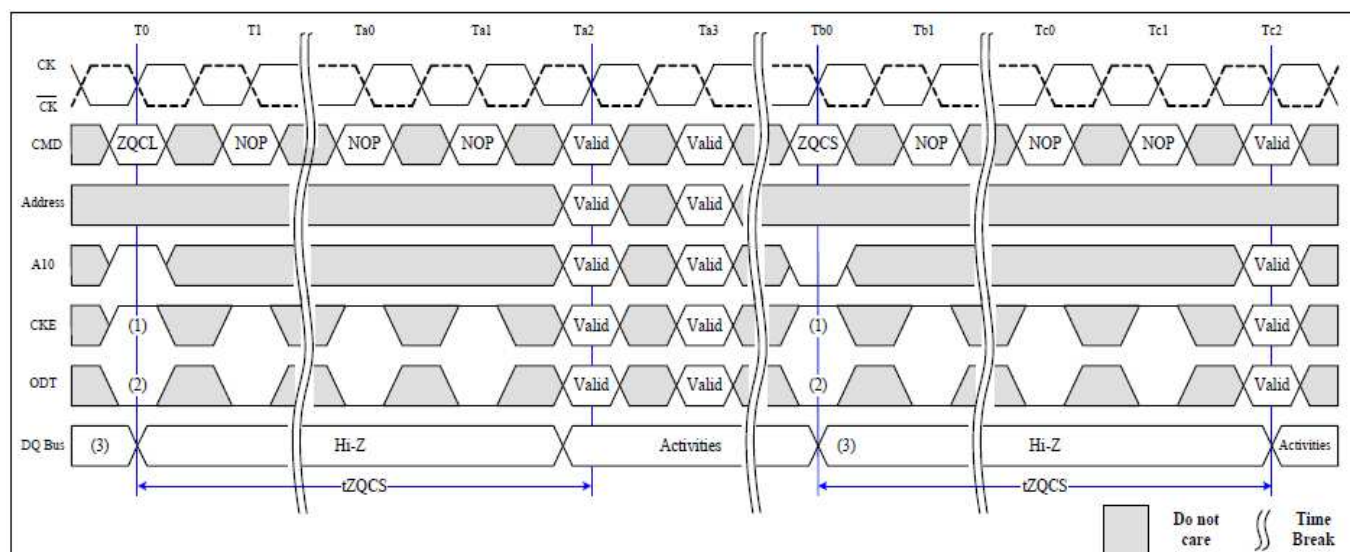 T0 T1 Ta0 Ta1 Ta2 Ta3 Tb0 Tb1 Tc0 Tc1 Tc2
CK
CK
CMD ZQCL NOP NOP NOP Valid Valid ZQCS NOP NOP NOP Valid
Address Valid Valid
A10 Valid Valid Valid
CKE (1) Valid Valid (1) Valid
ODT (2) Valid Valid (2) Valid
DQ Bus (3) Hi-Z Activities (3) Hi-Z Activities
tZQCS tZQCS
Do not care
Time Break